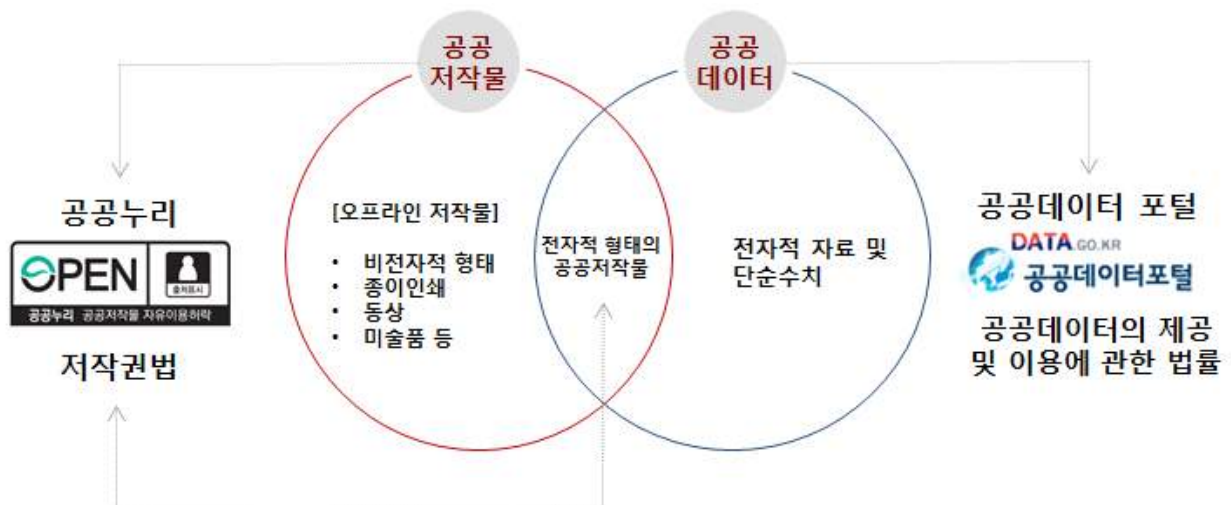 공공
저작물
공공
데이터
공공누리
OPEN
출처표시
공공누리 공공저작물 자유이용허락
저작권법
[오프라인 저작물]
• 비전자적 형태
• 종이인쇄
• 동상
• 미술품 등
전자적 형태의
공공저작물
전자적 자료 및
단순수치
공공데이터 포털
DATA.GO.KR
공공데이터포털
공공데이터의 제공
및 이용에 관한 법률